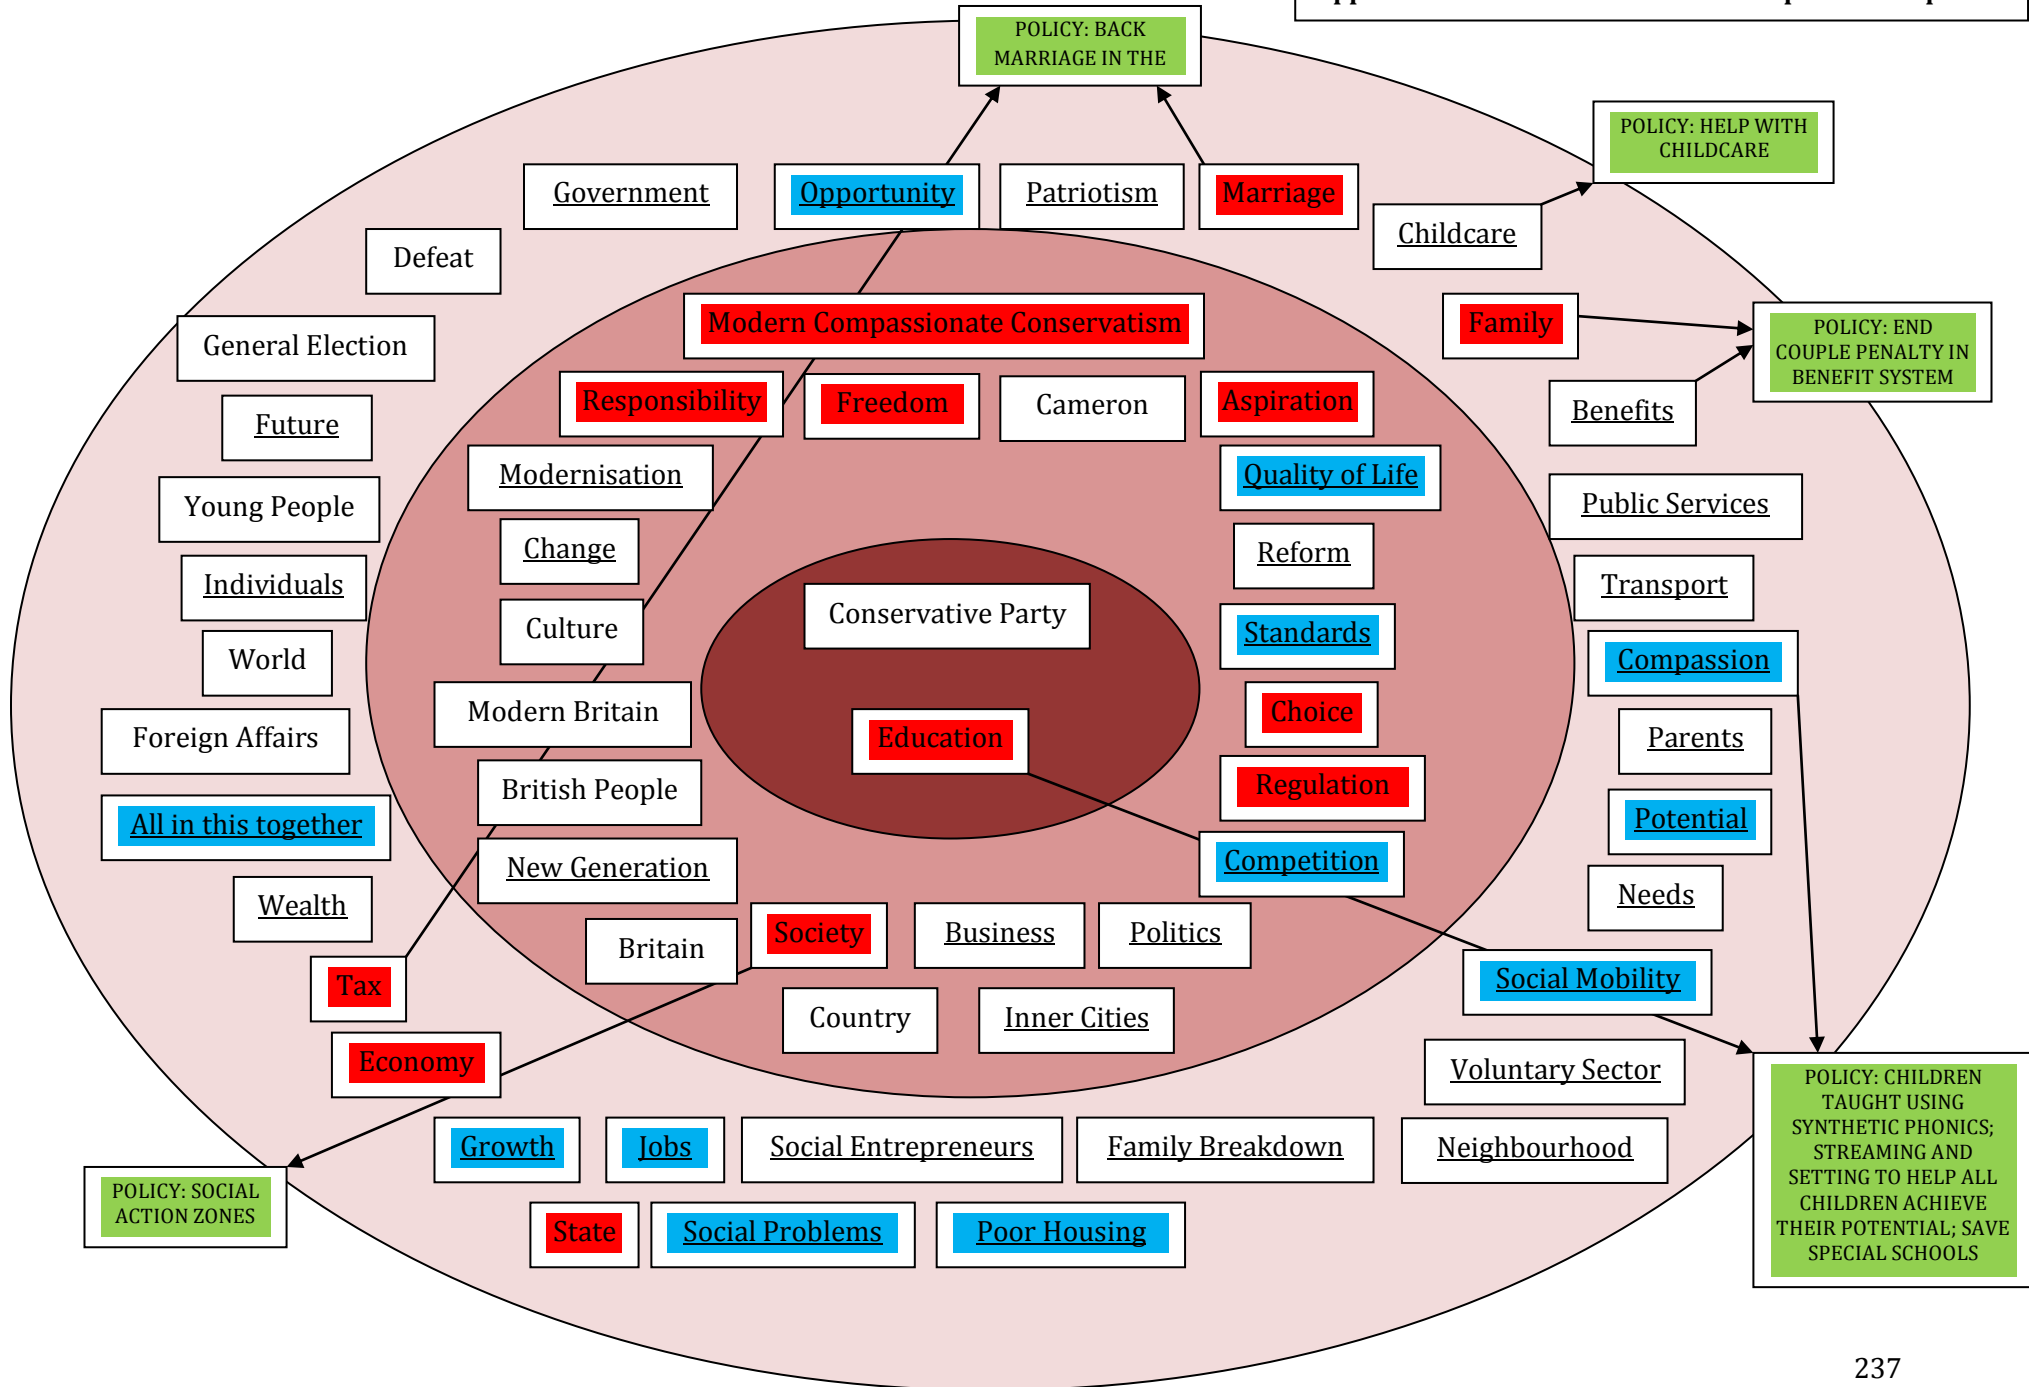 POLICY: BACK
MARRIAGE IN THE
POLICY: HELP WITH
CHILDCARE
Government
Opportunity
Patriotism
Marriage
Childcare
Defeat
General Election
Modern Compassionate Conservatism
Family
POLICY: END
COUPLE PENALTY IN
BENEFIT SYSTEM
Future
Responsibility
Freedom
Cameron
Aspiration
Benefits
Young People
Modernisation
Quality of Life
Public Services
Individuals
Change
Reform
Transport
World
Culture
Conservative Party
Standards
Compassion
Foreign Affairs
Modern Britain
Education
Choice
Parents
All in this together
British People
Regulation
Potential
Wealth
New Generation
Competition
Needs
Tax
Britain
Society
Business
Politics
Social Mobility
Economy
Country
Inner Cities
Voluntary Sector
Growth
Jobs
Social Entrepreneurs
Family Breakdown
Neighbourhood
POLICY: SOCIAL
ACTION ZONES
State
Social Problems
Poor Housing
POLICY: CHILDREN
TAUGHT USING
SYNTHETIC PHONICS;
STREAMING AND
SETTING TO HELP ALL
CHILDREN ACHIEVE
THEIR POTENTIAL; SAVE
SPECIAL SCHOOLS
237